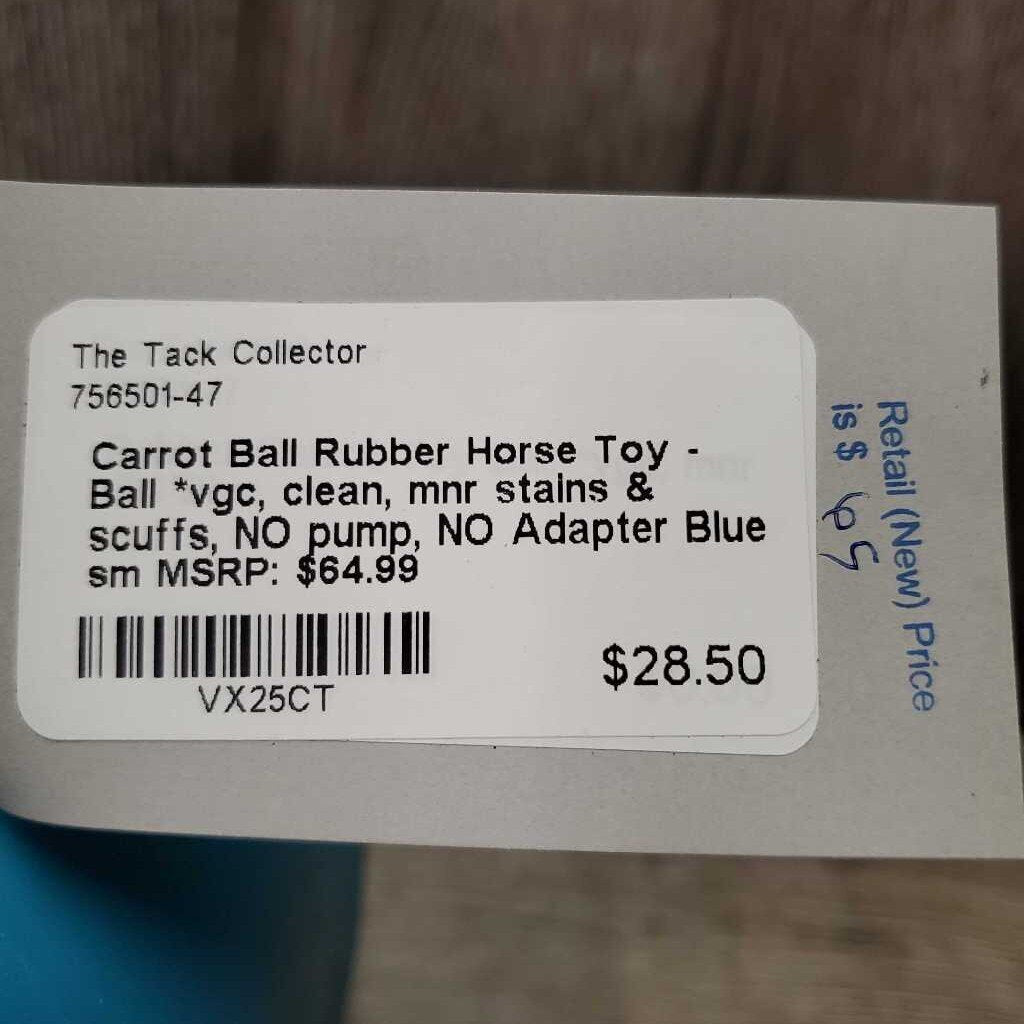 The Tack Collector
756501-47
Carrot Ball Rubber Horse Toy -
Ball *vgc, clean, mnr stains &
scuffs, NO pump, NO Adapter Blue
sm MSRP: $64.99
VX25CT
$28.50
Retail (New) Price
is $ 65